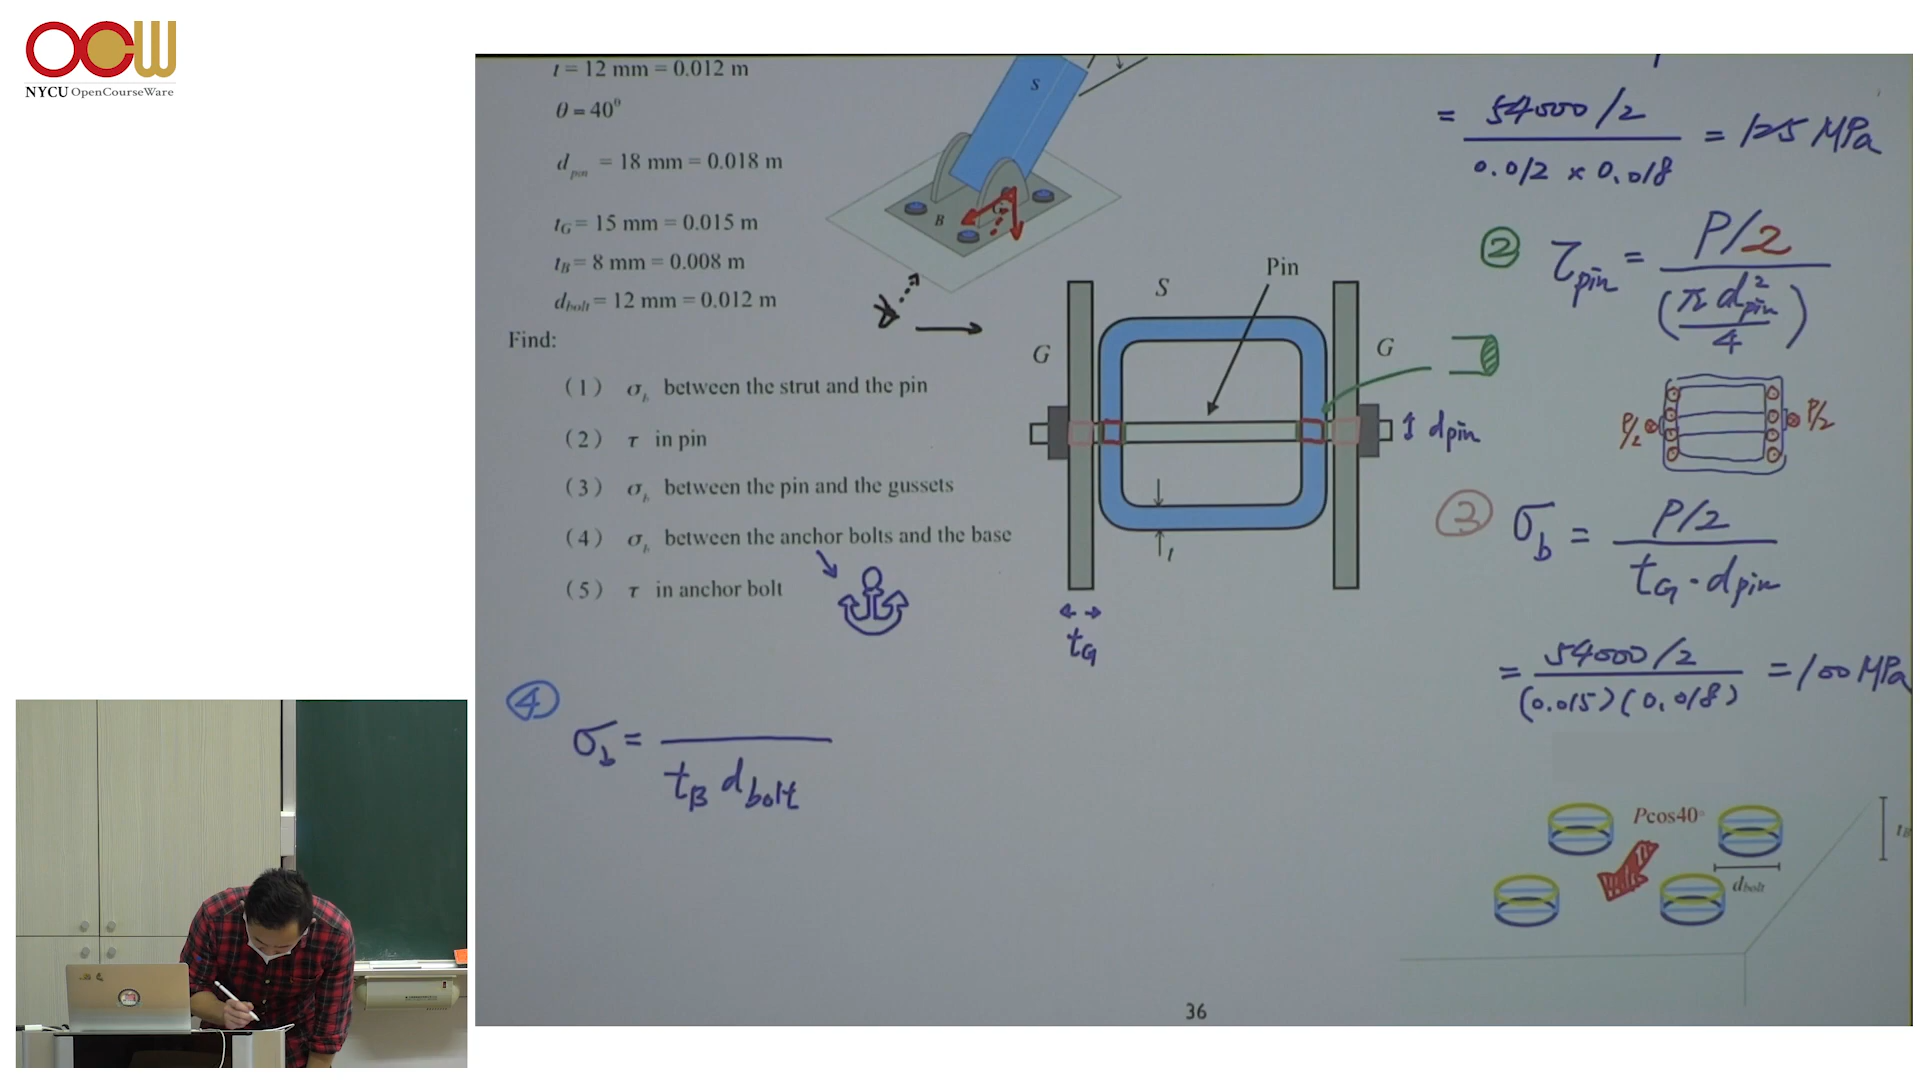 OCW
NYCU OpenCourseWare
t = 12 mm = 0.012 m
θ = 40⁰
d_pin = 18 mm = 0.018 m
t_G = 15 mm = 0.015 m
t_B = 8 mm = 0.008 m
d_bolt = 12 mm = 0.012 m
Find:
(1) σ_b between the strut and the pin
(2) τ in pin
(3) σ_b between the pin and the gussets
(4) σ_b between the anchor bolts and the base
(5) τ in anchor bolt
S
B
G
Pin
S
G
G
d_pin
t
t_G
= 54000/2 / 0.012 × 0.018 = 125 MPa
② τ_pin = P/2 / (π d_pin² / 4)
P/2
P/2
③ σ_b = P/2 / t_G · d_pin
= 54000/2 / (0.015)(0.018) = 100 MPa
④ σ_b = / t_B d_bolt
Pcos40°
t_B
d_bolt
36